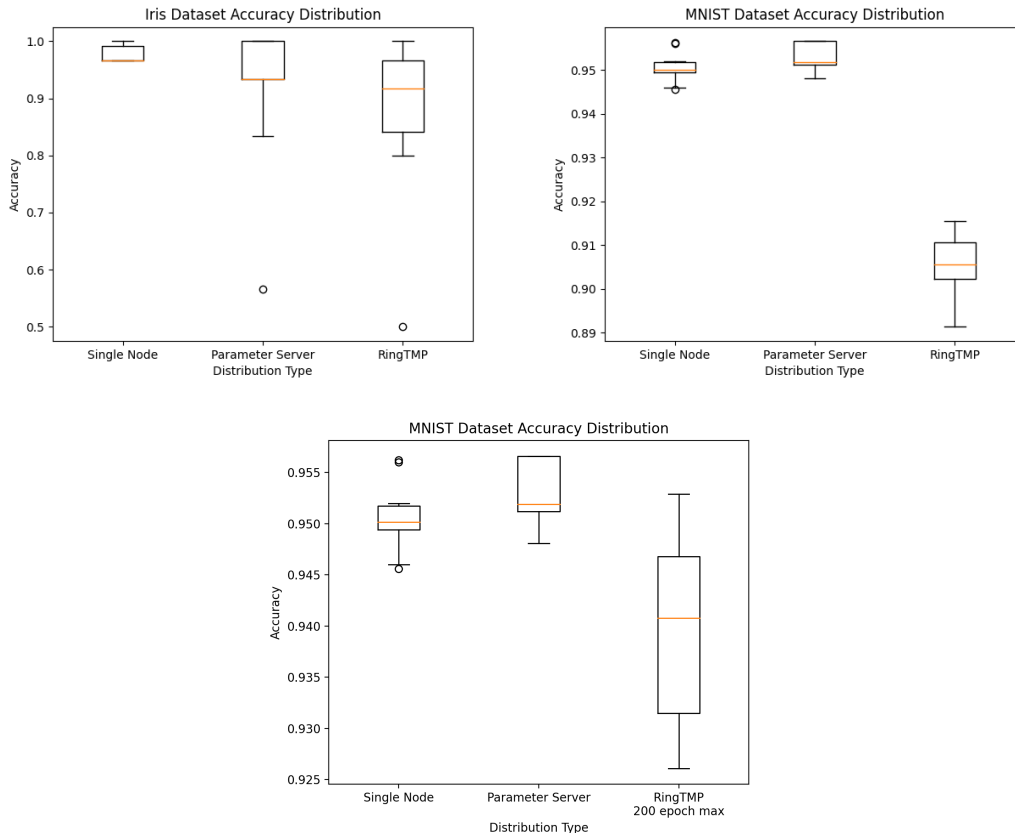 Iris Dataset Accuracy Distribution
1.0
0.9
0.8
0.7
0.6
0.5
Accuracy
Single Node
Parameter Server
RingTMP
Distribution Type
MNIST Dataset Accuracy Distribution
0.95
0.94
0.93
0.92
0.91
0.90
0.89
Accuracy
Single Node
Parameter Server
RingTMP
Distribution Type
MNIST Dataset Accuracy Distribution
0.955
0.950
0.945
0.940
0.935
0.930
0.925
Accuracy
Single Node
Parameter Server
RingTMP
200 epoch max
Distribution Type